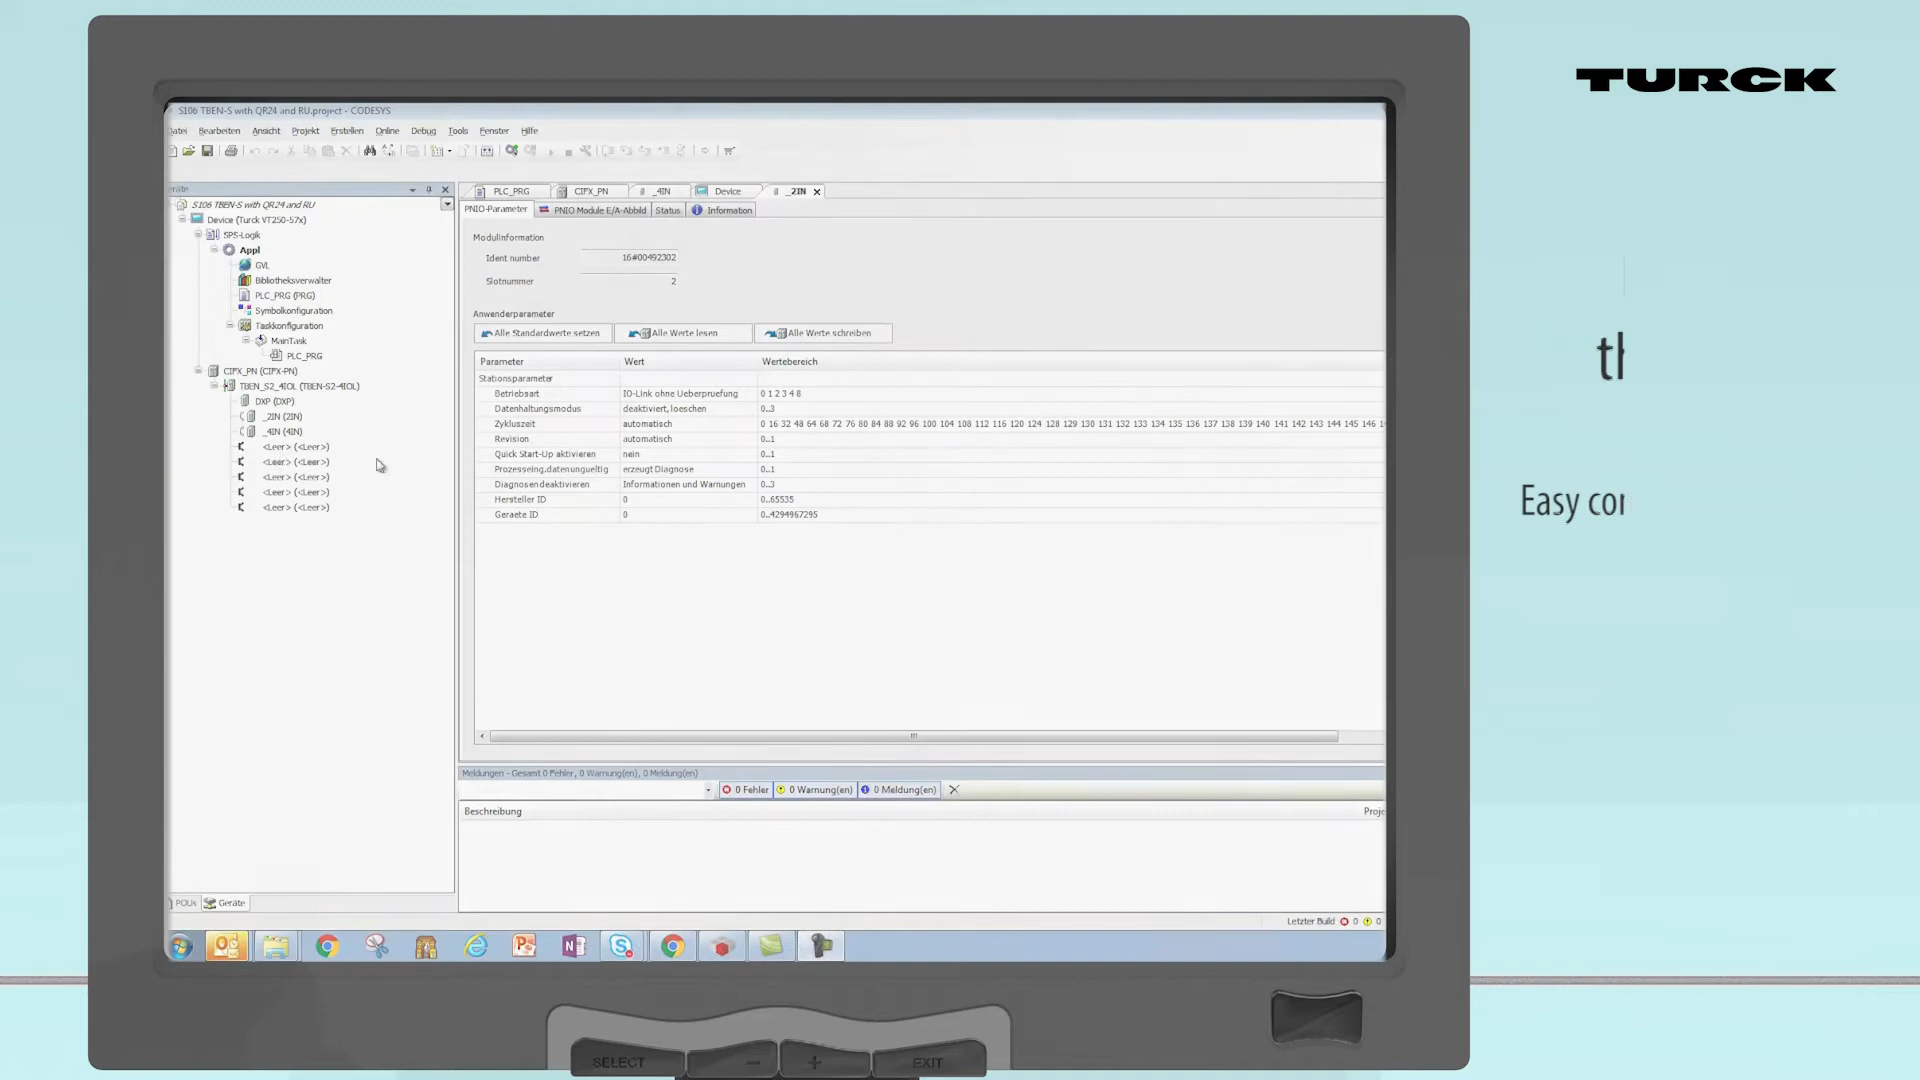 TURCK
S106 TBEN-S with QR24 and RU.project - CODESYS
Datei Bearbeiten Ansicht Projekt Erstellen Online Debug Tools Fenster Hilfe
PLC_PRG CIFX_PN _4IN Device _2IN
S106 TBEN-S with QR24 and RU
Device (Turck VT250-57x)
SPS-Logik
Appl
GVL
Bibliotheksverwalter
PLC_PRG (PRG)
Symbolkonfiguration
Taskkonfiguration
MainTask
PLC_PRG
CIFX_PN (CIFX-PN)
TBEN_S2_4IOL (TBEN-S2-4IOL)
DXP (DXP)
_2IN (2IN)
_4IN (4IN)
<Leer> (<Leer>)
<Leer> (<Leer>)
<Leer> (<Leer>)
<Leer> (<Leer>)
<Leer> (<Leer>)
POUs Geräte
PNIO-Parameter PNIO Module E/A-Abbild Status Information
Modulinformation
Ident number 16#00492302
Slotnummer 2
Anwenderparameter
Alle Standardwerte setzen Alle Werte lesen Alle Werte schreiben
Parameter Wert Wertebereich
Stationsparameter
Betriebsart IO-Link ohne Ueberpruefung 0 1 2 3 4 8
Datenhaltungsmodus deaktiviert, loeschen 0..3
Zykluszeit automatisch 0 16 32 48 64 68 72 76 80 84 88 92 96 100 104 108 112 116 120 124 128 129 130 131 132 133 134 135 136 137 138 139 140 141 142 143 144 145 146
Revision automatisch 0..1
Quick Start-Up aktivieren nein 0..1
Prozesseing.daten ungueltig erzeugt Diagnose 0..1
Diagnosen deaktivieren Informationen und Warnungen 0..3
Hersteller ID 0 0..65535
Geraete ID 0 0..4294967295
Meldungen - Gesamt 0 Fehler, 0 Warnung(en), 0 Meldung(en)
0 Fehler 0 Warnung(en) 0 Meldung(en)
Beschreibung Proje
Letzter Build 0 0
SELECT - + EXIT
th
Easy con